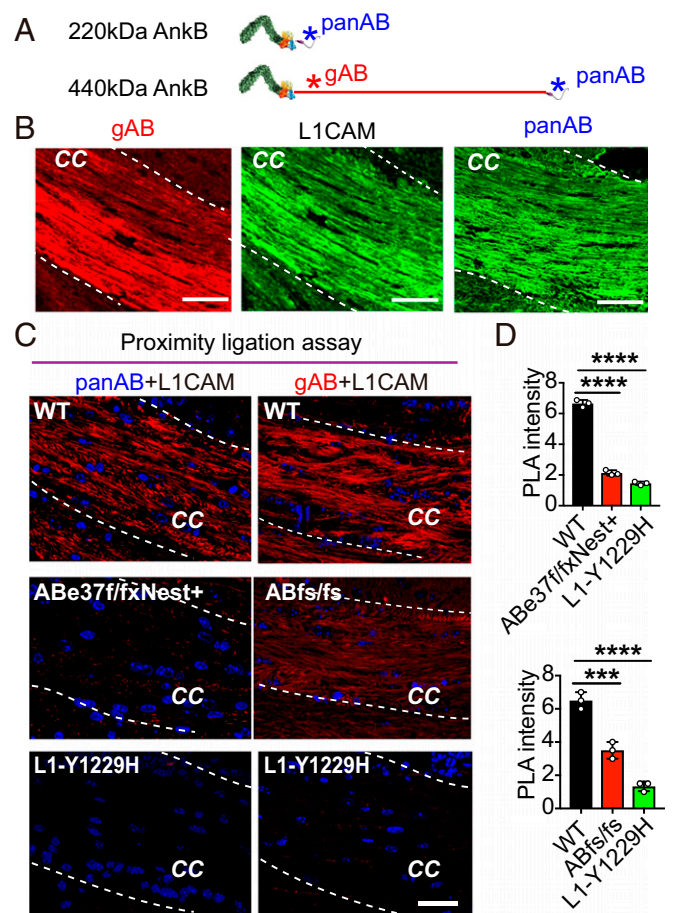 A
220kDa AnkB
* panAB
440kDa AnkB
* gAB
* panAB
B
gAB
L1CAM
panAB
CC
CC
CC
C
Proximity ligation assay
panAB+L1CAM
gAB+L1CAM
WT
CC
WT
CC
ABe37f/fxNest+
CC
ABfs/fs
CC
L1-Y1229H
CC
L1-Y1229H
CC
D
****
****
PLA intensity
8
6
4
2
0
WT
ABe37f/fxNest+
L1-Y1229H
****
***
PLA intensity
8
6
4
2
0
WT
ABfs/fs
L1-Y1229H